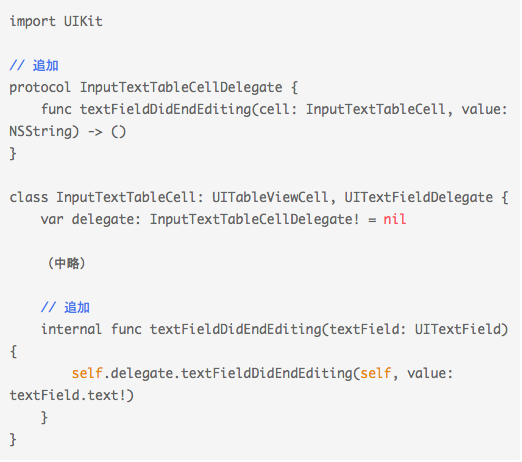 import UIKit

// 追加
protocol InputTextTableCellDelegate {
    func textFieldDidEndEditing(cell: InputTextTableCell, value:
NSString) -> ()
}

class InputTextTableCell: UITableViewCell, UITextFieldDelegate {
    var delegate: InputTextTableCellDelegate! = nil

    （中略）

    // 追加
    internal func textFieldDidEndEditing(textField: UITextField)
{
        self.delegate.textFieldDidEndEditing(self, value:
textField.text!)
    }
}